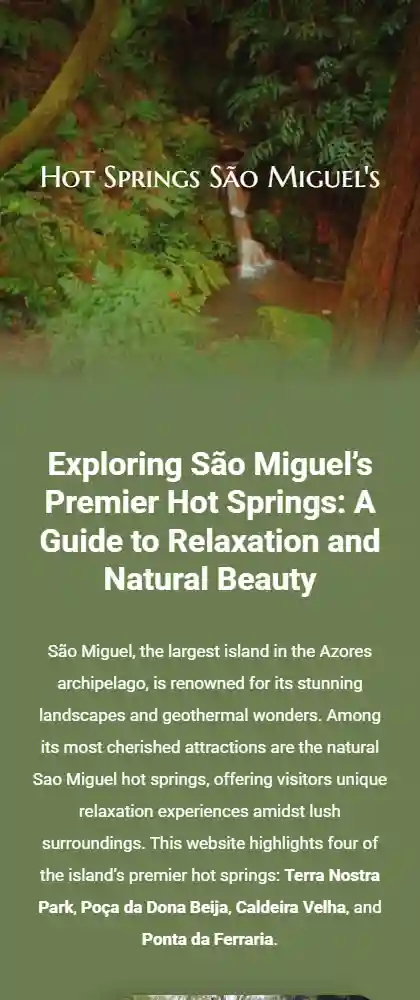 Hot Springs São Miguel's
Exploring São Miguel’s
Premier Hot Springs: A
Guide to Relaxation and
Natural Beauty
São Miguel, the largest island in the Azores
archipelago, is renowned for its stunning
landscapes and geothermal wonders. Among
its most cherished attractions are the natural
Sao Miguel hot springs, offering visitors unique
relaxation experiences amidst lush
surroundings. This website highlights four of
the island’s premier hot springs: Terra Nostra
Park, Poça da Dona Beija, Caldeira Velha, and
Ponta da Ferraria.